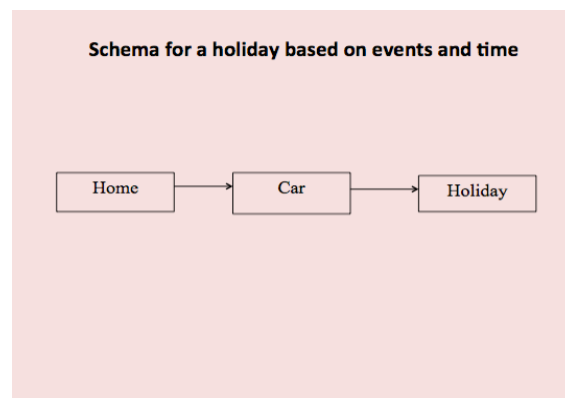 Schema for a holiday based on events and time
Home
Car
Holiday